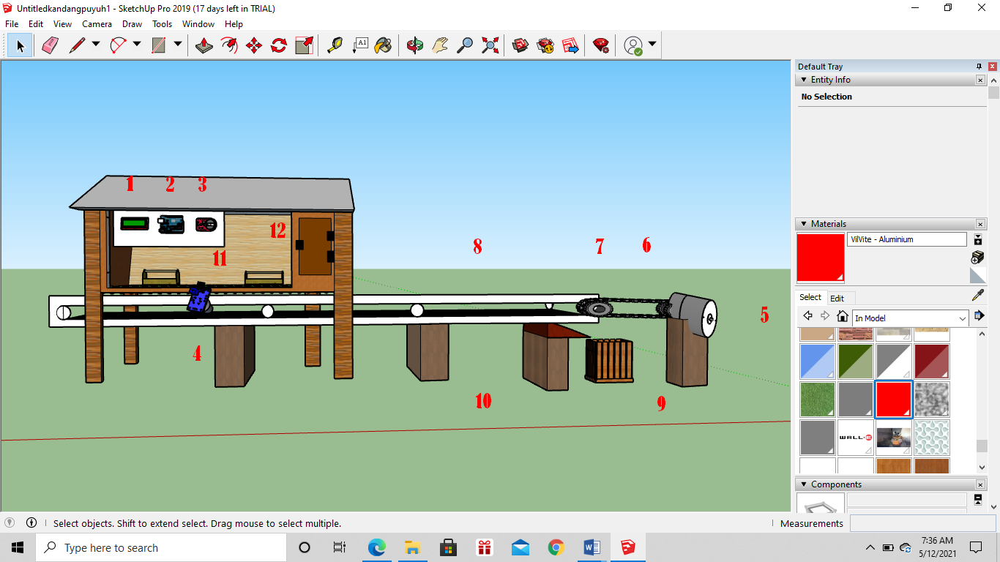 Untitledkandangpuyuh1 - SketchUp Pro 2019 (17 days left in TRIAL)
File Edit View Camera Draw Tools Window Help
A1
Default Tray
Entity Info
No Selection
1 2 3
12
11
8 7 6
5
4
10
9
Materials
VilVite - Aluminium
Select Edit
In Model
WALL·E
Components
Select objects. Shift to extend select. Drag mouse to select multiple.
Measurements
Type here to search
7:36 AM
5/12/2021